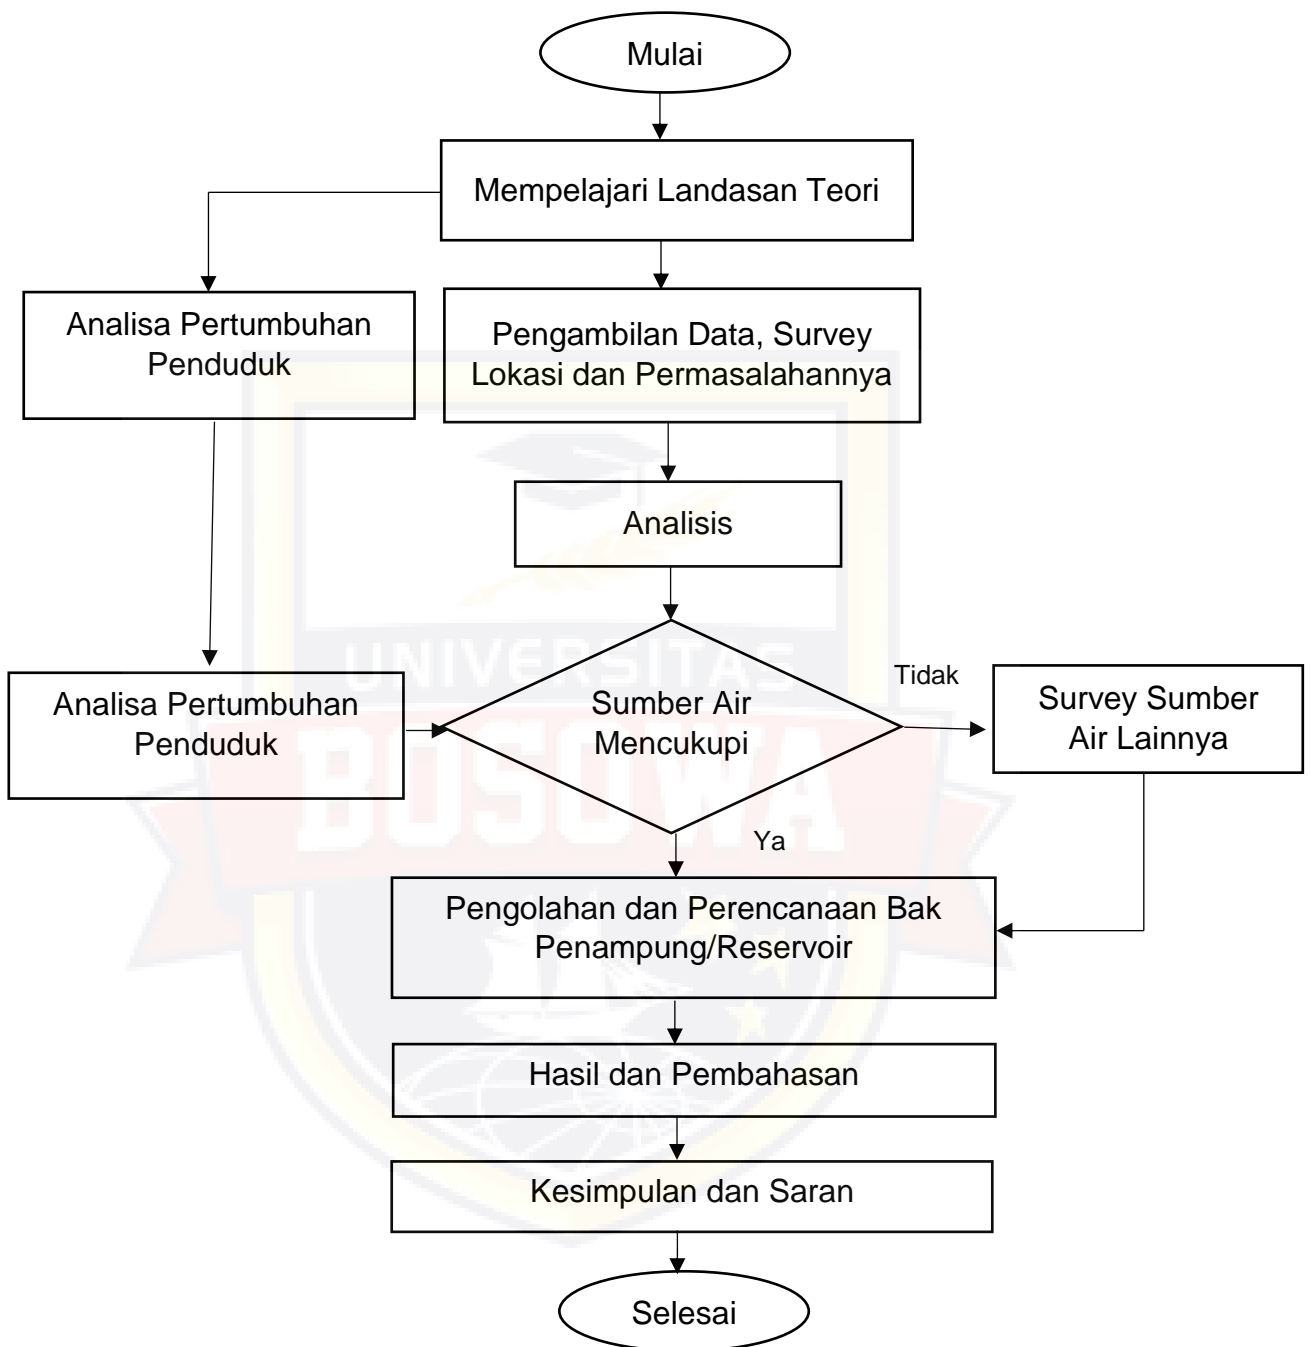 Mulai
Mempelajari Landasan Teori
Analisa Pertumbuhan
Penduduk
Pengambilan Data, Survey
Lokasi dan Permasalahannya
Analisis
UNIVERSITAS
Analisa Pertumbuhan
Penduduk
Sumber Air
Mencukupi
Tidak
Survey Sumber
Air Lainnya
BOSOWA
Ya
Pengolahan dan Perencanaan Bak
Penampung/Reservoir
Hasil dan Pembahasan
Kesimpulan dan Saran
Selesai